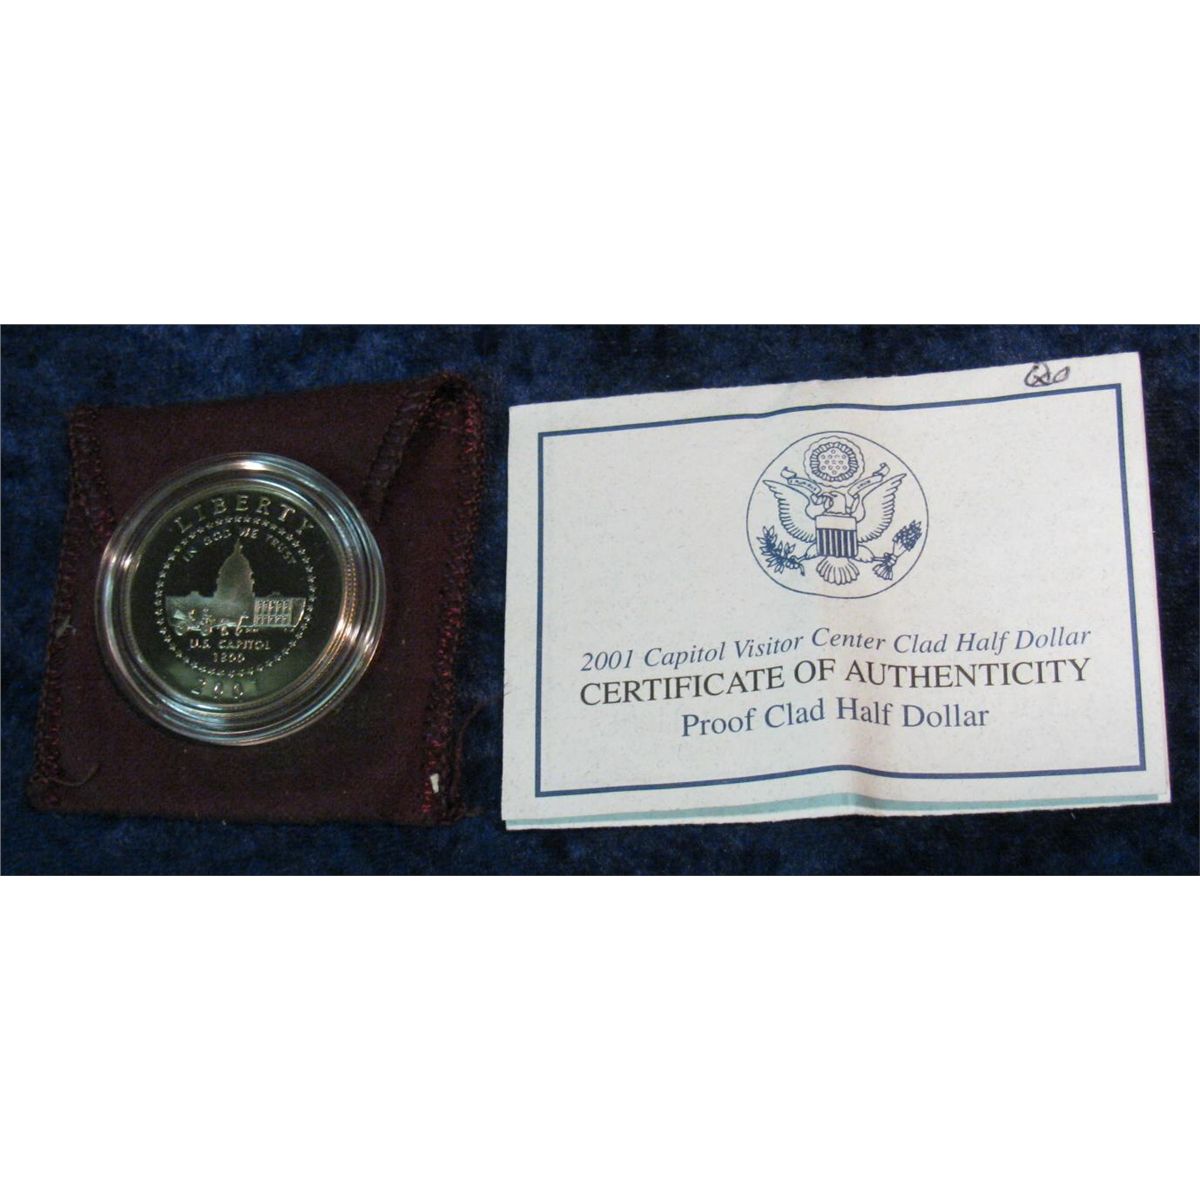 LIBERTY
IN GOD WE TRUST
U.S. CAPITOL
1800
200
2001 Capitol Visitor Center Clad Half Dollar
CERTIFICATE OF AUTHENTICITY
Proof Clad Half Dollar